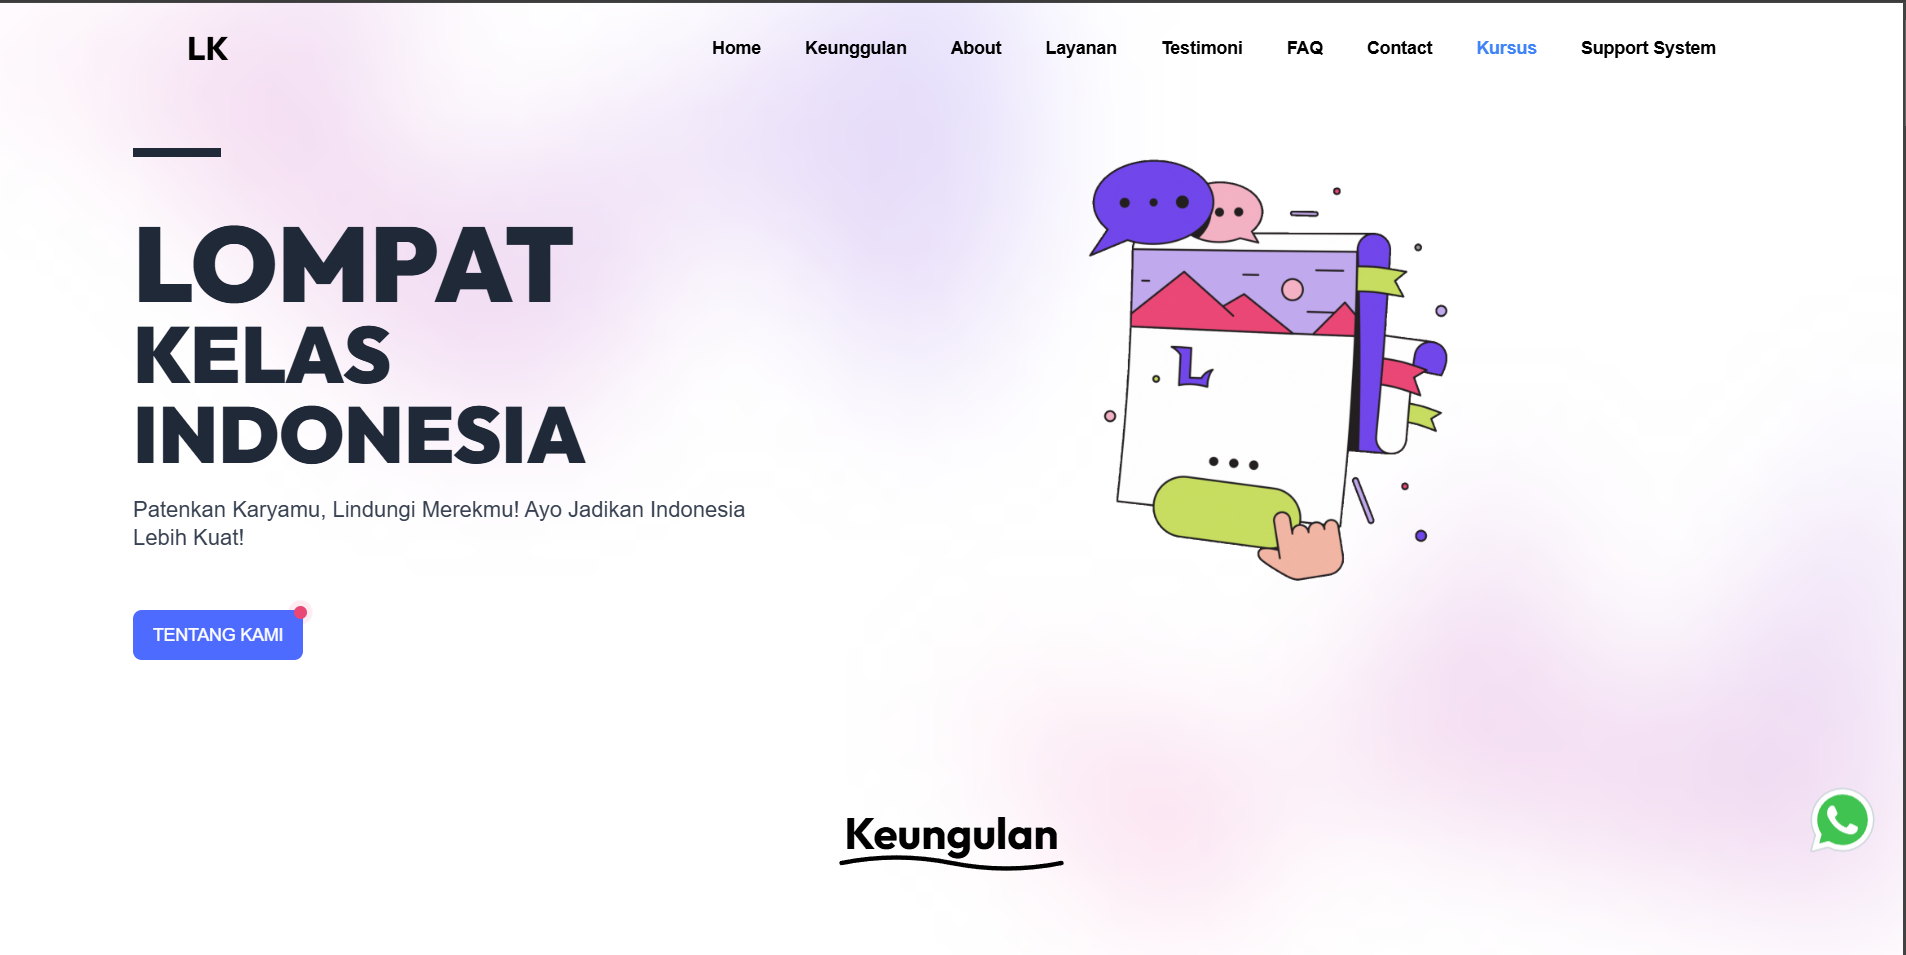 LK
Home Keunggulan About Layanan Testimoni FAQ Contact Kursus Support System
LOMPAT
KELAS
INDONESIA
Patenkan Karyamu, Lindungi Merekmu! Ayo Jadikan Indonesia
Lebih Kuat!
L
TENTANG KAMI
Keungulan